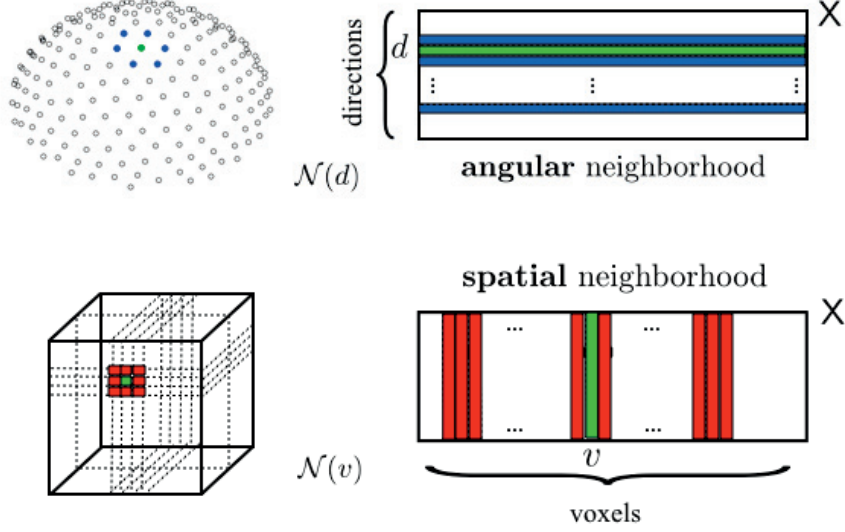 X
directions
d
𝒩(d)
angular neighborhood
spatial neighborhood
X
...
...
...
...
𝒩(v)
v
voxels